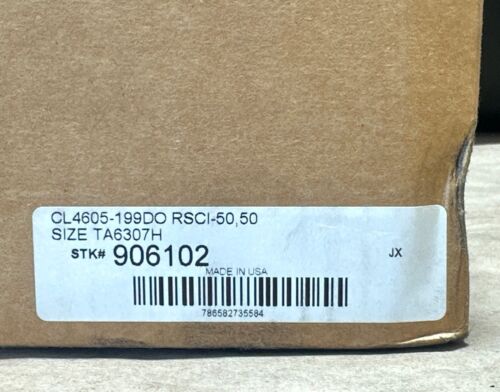 CL4605-199DO RSCI-50,50
SIZE TA6307H
STK# 906102
JX
MADE IN USA
786582735584